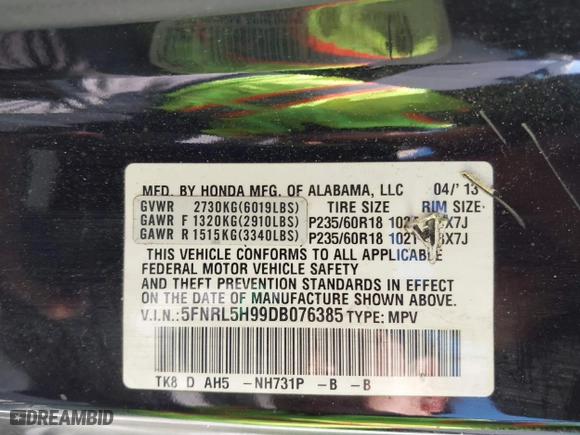 MFD. BY HONDA MFG. OF ALABAMA, LLC 04/'13
GVWR 2730KG(6019LBS) TIRE SIZE RIM SIZE
GAWR F 1320KG(2910LBS) P235/60R18
GAWR R 1515KG(3340LBS) P235/60R18
THIS VEHICLE CONFORMS TO ALL APPLICABLE
FEDERAL MOTOR VEHICLE SAFETY
AND THEFT PREVENTION STANDARDS IN EFFECT
ON THE DATE OF MANUFACTURE SHOWN ABOVE.
V.I.N.: 5FNRL5H99DB076385 TYPE: MPV
TK8 D AH5 -NH731P -B -B
DREAMBID